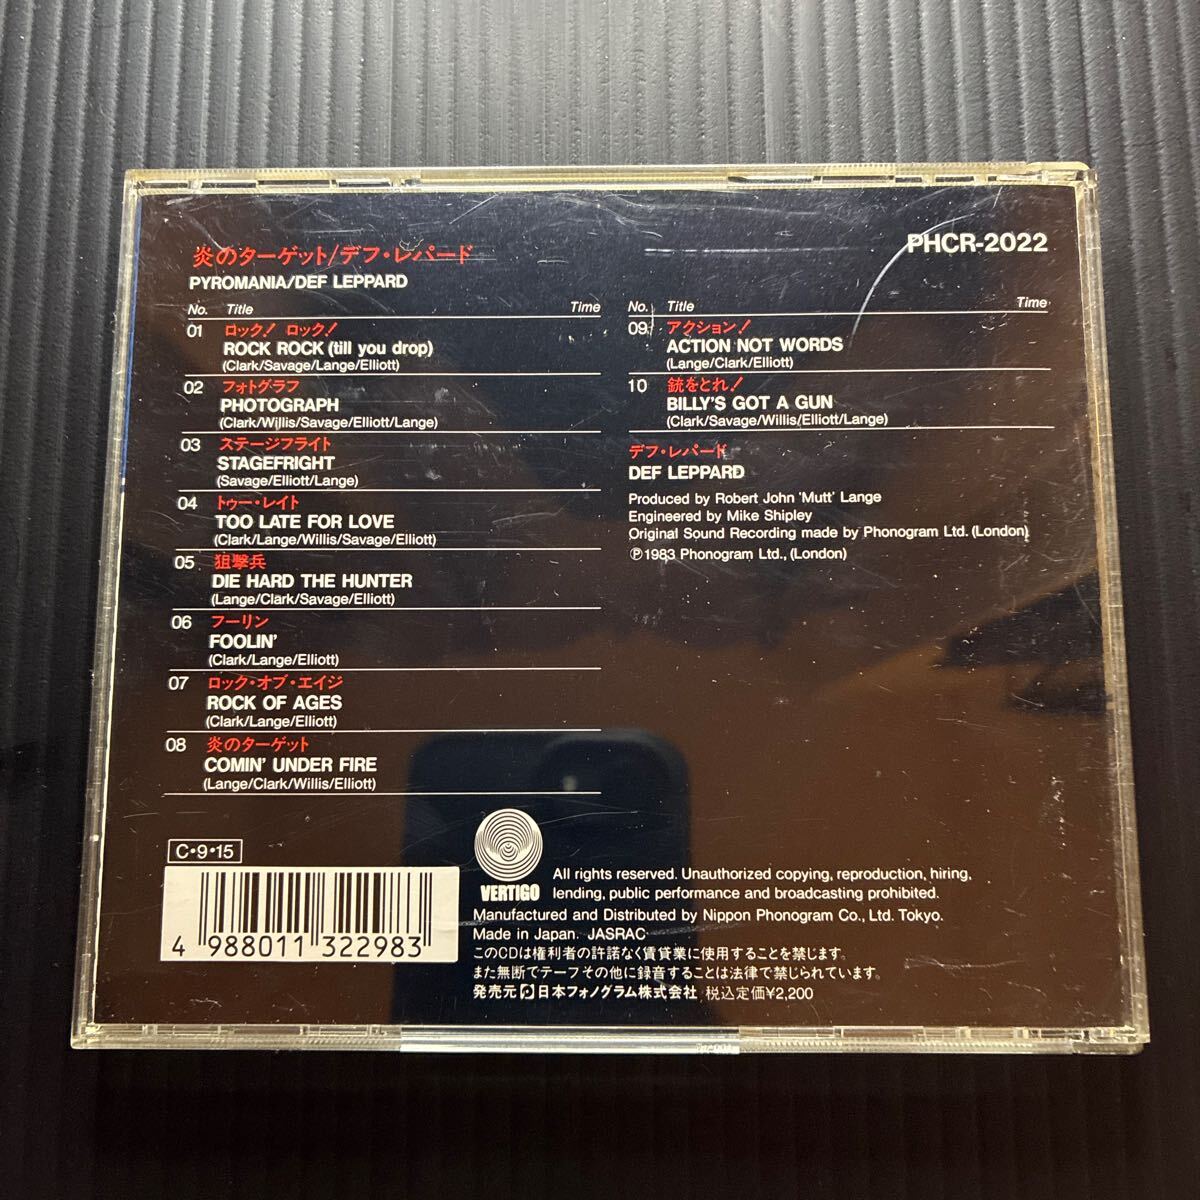 炎のターゲット/デフ・レパード
PYROMANIA/DEF LEPPARD
PHCR-2022
No. Title Time
01 ロック! ロック!
ROCK ROCK (till you drop)
(Clark/Savage/Lange/Elliott)
02 フォトグラフ
PHOTOGRAPH
(Clark/Willis/Savage/Elliott/Lange)
03 ステージフライト
STAGEFRIGHT
(Savage/Elliott/Lange)
04 トゥー・レイト
TOO LATE FOR LOVE
(Clark/Lange/Willis/Savage/Elliott)
05 狙撃兵
DIE HARD THE HUNTER
(Lange/Clark/Savage/Elliott)
06 フーリン
FOOLIN'
(Clark/Lange/Elliott)
07 ロック・オブ・エイジ
ROCK OF AGES
(Clark/Lange/Elliott)
08 炎のターゲット
COMIN' UNDER FIRE
(Lange/Clark/Willis/Elliott)
No. Title Time
09 アクション!
ACTION NOT WORDS
(Lange/Clark/Elliott)
10 銃をとれ!
BILLY'S GOT A GUN
(Clark/Savage/Willis/Elliott/Lange)
デフ・レパード
DEF LEPPARD
Produced by Robert John 'Mutt' Lange
Engineered by Mike Shipley
Original Sound Recording made by Phonogram Ltd. (London)
Ⓟ1983 Phonogram Ltd., (London)
C・9・15
4 988011 322983
VERTIGO
All rights reserved. Unauthorized copying, reproduction, hiring,
lending, public performance and broadcasting prohibited.
Manufactured and Distributed by Nippon Phonogram Co., Ltd. Tokyo.
Made in Japan. JASRAC
このCDは権利者の許諾なく賃貸業に使用することを禁じます。
また無断でテープその他に録音することは法律で禁じられています。
発売元 日本フォノグラム株式会社 税込定価¥2,200